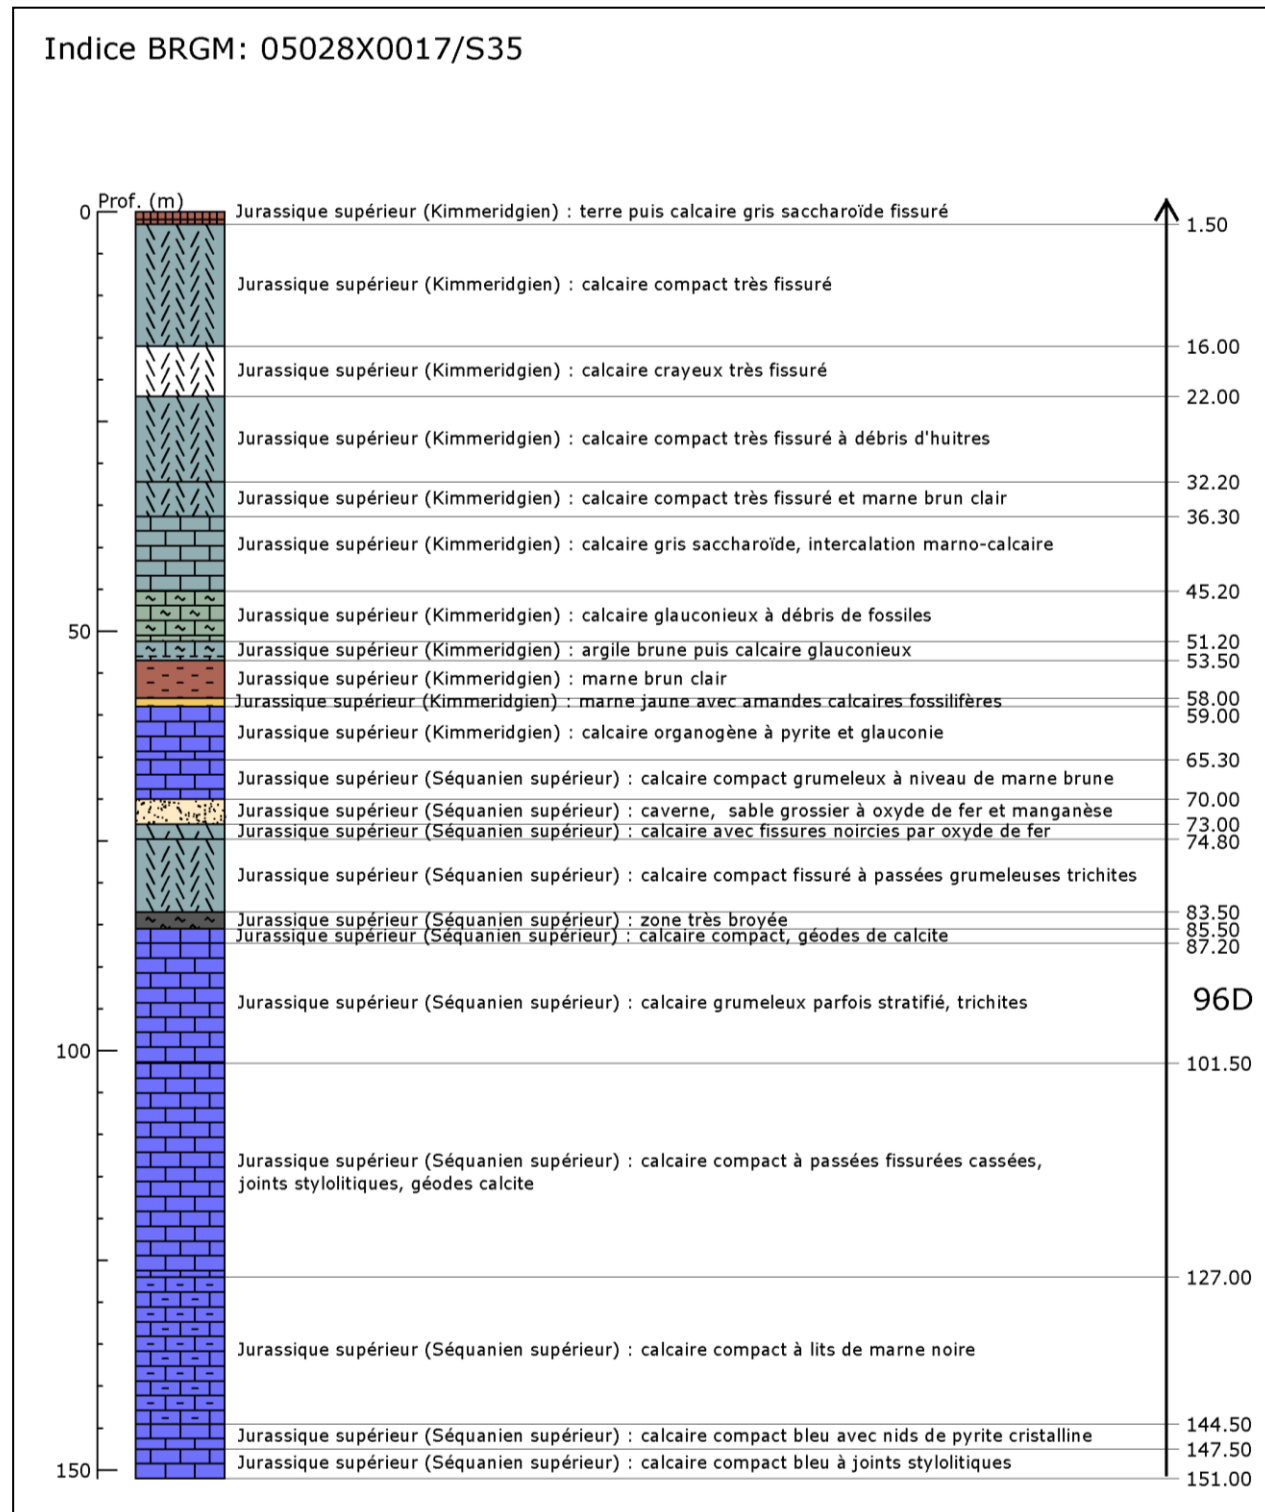 Indice BRGM: 05028X0017/S35
Prof. (m)
0
Jurassique supérieur (Kimmeridgien) : terre puis calcaire gris saccharoïde fissuré
1.50
Jurassique supérieur (Kimmeridgien) : calcaire compact très fissuré
16.00
Jurassique supérieur (Kimmeridgien) : calcaire crayeux très fissuré
22.00
Jurassique supérieur (Kimmeridgien) : calcaire compact très fissuré à débris d'huitres
32.20
Jurassique supérieur (Kimmeridgien) : calcaire compact très fissuré et marne brun clair
36.30
Jurassique supérieur (Kimmeridgien) : calcaire gris saccharoïde, intercalation marno-calcaire
45.20
Jurassique supérieur (Kimmeridgien) : calcaire glauconieux à débris de fossiles
50
51.20
Jurassique supérieur (Kimmeridgien) : argile brune puis calcaire glauconieux
53.50
Jurassique supérieur (Kimmeridgien) : marne brun clair
58.00
Jurassique supérieur (Kimmeridgien) : marne jaune avec amandes calcaires fossilifères
59.00
Jurassique supérieur (Kimmeridgien) : calcaire organogène à pyrite et glauconie
65.30
Jurassique supérieur (Séquanien supérieur) : calcaire compact grumeleux à niveau de marne brune
70.00
Jurassique supérieur (Séquanien supérieur) : caverne, sable grossier à oxyde de fer et manganèse
73.00
Jurassique supérieur (Séquanien supérieur) : calcaire avec fissures noircies par oxyde de fer
74.80
Jurassique supérieur (Séquanien supérieur) : calcaire compact fissuré à passées grumeleuses trichites
83.50
Jurassique supérieur (Séquanien supérieur) : zone très broyée
85.50
Jurassique supérieur (Séquanien supérieur) : calcaire compact, géodes de calcite
87.20
Jurassique supérieur (Séquanien supérieur) : calcaire grumeleux parfois stratifié, trichites
96D
100
101.50
Jurassique supérieur (Séquanien supérieur) : calcaire compact à passées fissurées cassées,
joints stylolitiques, géodes calcite
127.00
Jurassique supérieur (Séquanien supérieur) : calcaire compact à lits de marne noire
144.50
Jurassique supérieur (Séquanien supérieur) : calcaire compact bleu avec nids de pyrite cristalline
147.50
Jurassique supérieur (Séquanien supérieur) : calcaire compact bleu à joints stylolitiques
150
151.00